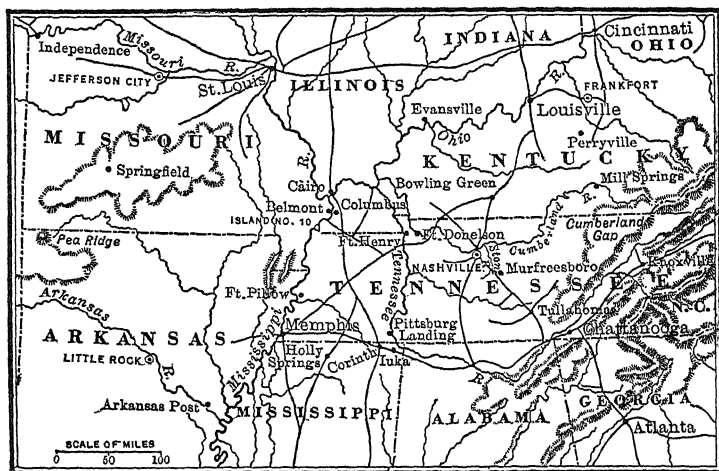 Cincinnati
INDIANA
OHIO
Independence
Missouri
R.
JEFFERSON CITY
St. Louis
ILLINOIS
R.
FRANKFORT
Louisville
Evansville
Ohio
Perryville
MISSOURI
KENTUCKY
R.
Springfield
Cairo
Bowling Green
Mill Springs
Belmont
Columbus
ISLAND NO. 10
Cumberland
R.
Cumberland
Gap
Pea Ridge
Ft. Henry
Ft. Donelson
NASHVILLE
Stone
Murfreesboro
Knoxville
Arkansas
Ft. Pillow
TENNESSEE
Tennessee
N.C.
Tullahoma
Mississippi
Memphis
Pittsburg
Landing
Chattanooga
ARKANSAS
LITTLE ROCK
R.
Holly
Springs
Corinth
Iuka
R.
Arkansas Post
MISSISSIPPI
ALABAMA
GEORGIA
Atlanta
R.
SCALE OF MILES
0 50 100